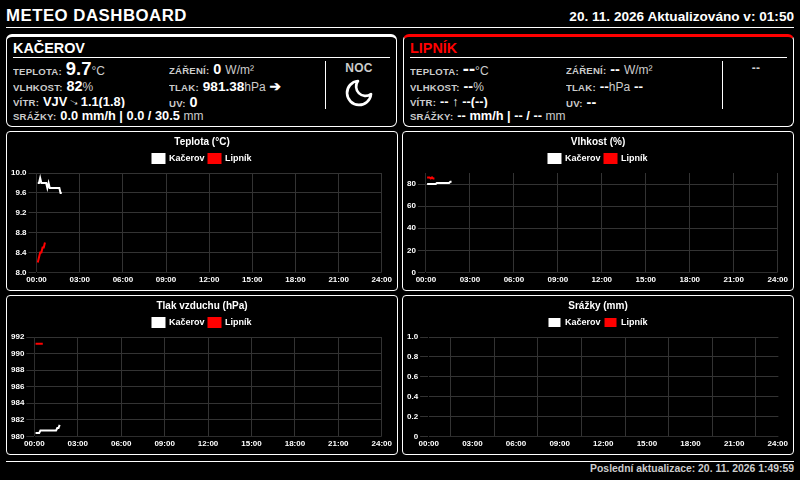 METEO DASHBOARD
20. 11. 2026 Aktualizováno v: 01:50
KAČEROV
TEPLOTA: 9.7°C
ZÁŘENÍ: 0 W/m²
NOC
VLHKOST: 82%
TLAK: 981.38hPa ➔
VÍTR: VJV → 1.1(1.8)
UV: 0
SRÁŽKY: 0.0 mm/h | 0.0 / 30.5 mm
LIPNÍK
TEPLOTA: --°C
ZÁŘENÍ: -- W/m²
--
VLHKOST: --%
TLAK: --hPa --
VÍTR: -- ↑ --(--)
UV: --
SRÁŽKY: -- mm/h | -- / -- mm
Teplota (°C)
Kačerov Lipník
10.0
9.6
9.2
8.8
8.4
8.0
00:00 03:00 06:00 09:00 12:00 15:00 18:00 21:00 24:00
Vlhkost (%)
Kačerov Lipník
80
60
40
20
0
00:00 03:00 06:00 09:00 12:00 15:00 18:00 21:00 24:00
Tlak vzduchu (hPa)
Kačerov Lipník
992
990
988
986
984
982
980
00:00 03:00 06:00 09:00 12:00 15:00 18:00 21:00 24:00
Srážky (mm)
Kačerov Lipník
1.0
0.8
0.6
0.4
0.2
0
00:00 03:00 06:00 09:00 12:00 15:00 18:00 21:00 24:00
Poslední aktualizace: 20. 11. 2026 1:49:59